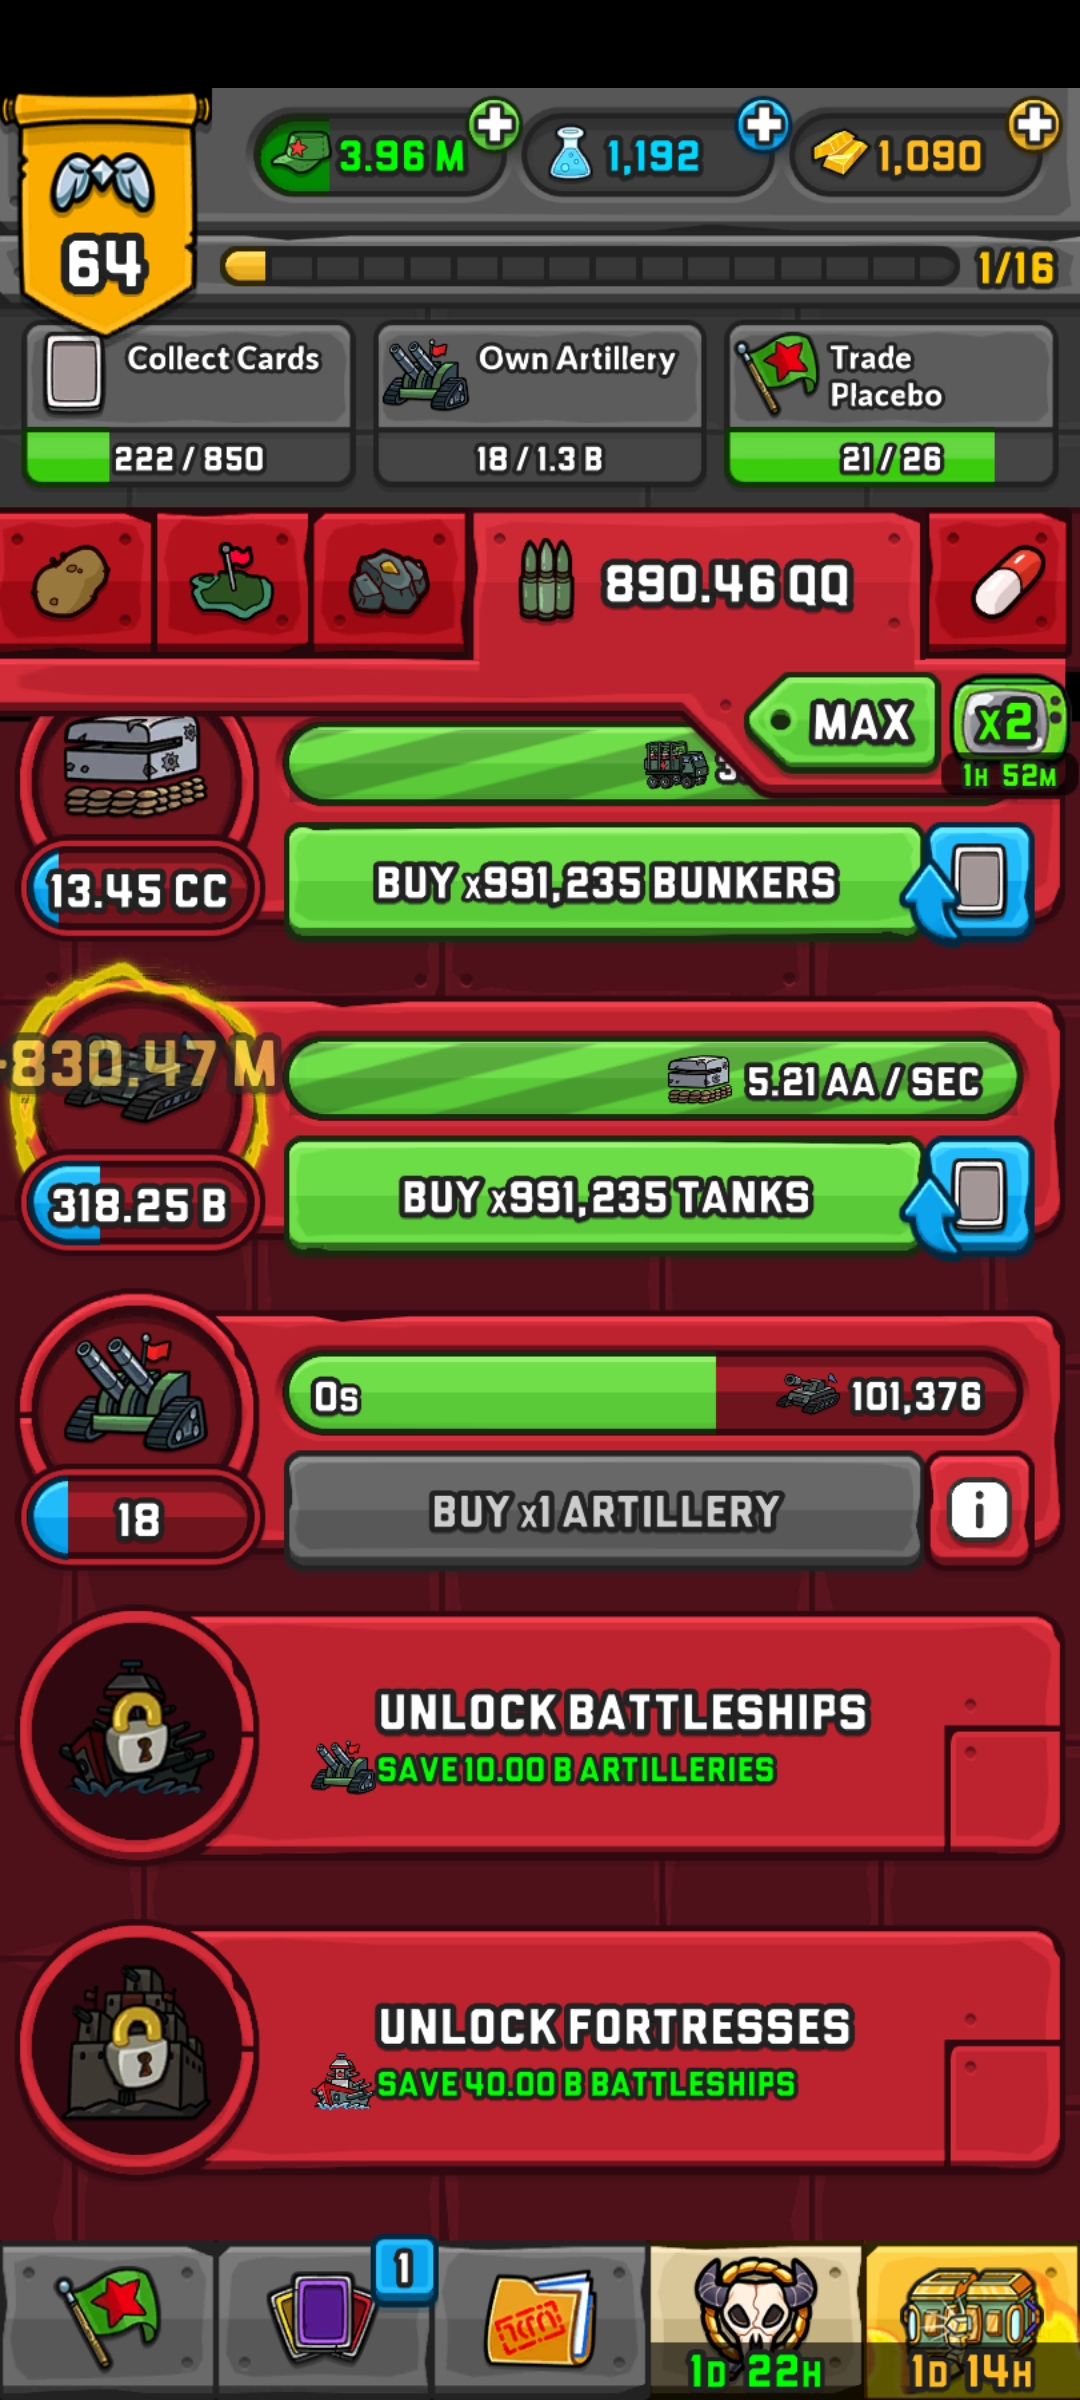 3.96 M
1,192
1,090
64
1/16
Collect Cards
222 / 850
Own Artillery
18 / 1.3 B
Trade
Placebo
21 / 26
890.46 QQ
MAX
x2
1H 52M
13.45 CC
BUY x991,235 BUNKERS
830.47 M
5.21 AA / SEC
318.25 B
BUY x991,235 TANKS
0s
101,376
18
BUY x1 ARTILLERY
i
UNLOCK BATTLESHIPS
SAVE 10.00 B ARTILLERIES
UNLOCK FORTRESSES
SAVE 40.00 B BATTLESHIPS
1
1D 22H
1D 14H